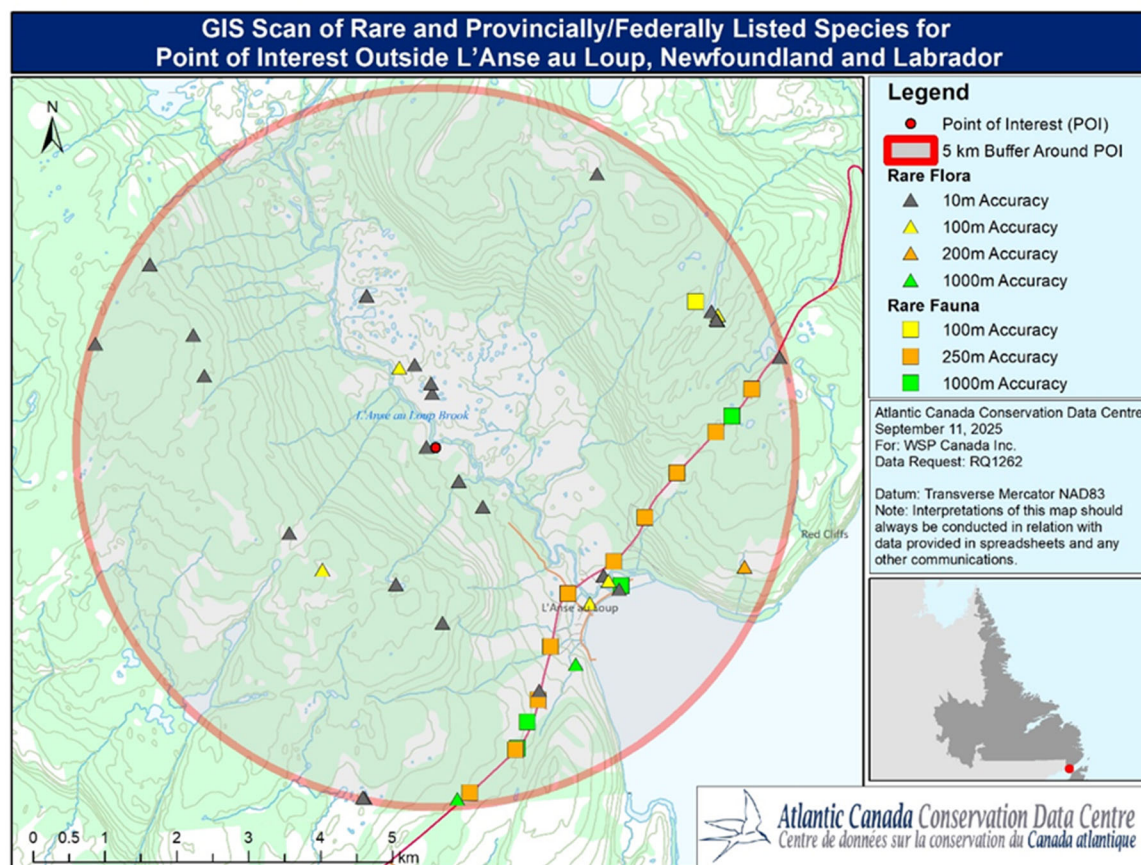 GIS Scan of Rare and Provincially/Federally Listed Species for
Point of Interest Outside L'Anse au Loup, Newfoundland and Labrador
N
L'Anse au Loup Brook
Red Cliffs
L'Anse au Loup
0 0.5 1 2 3 4 5
km
Legend
Point of Interest (POI)
5 km Buffer Around POI
Rare Flora
10m Accuracy
100m Accuracy
200m Accuracy
1000m Accuracy
Rare Fauna
100m Accuracy
250m Accuracy
1000m Accuracy
Atlantic Canada Conservation Data Centre
September 11, 2025
For: WSP Canada Inc.
Data Request: RQ1262
Datum: Transverse Mercator NAD83
Note: Interpretations of this map should
always be conducted in relation with
data provided in spreadsheets and any
other communications.
Atlantic Canada Conservation Data Centre
Centre de données sur la conservation du Canada atlantique